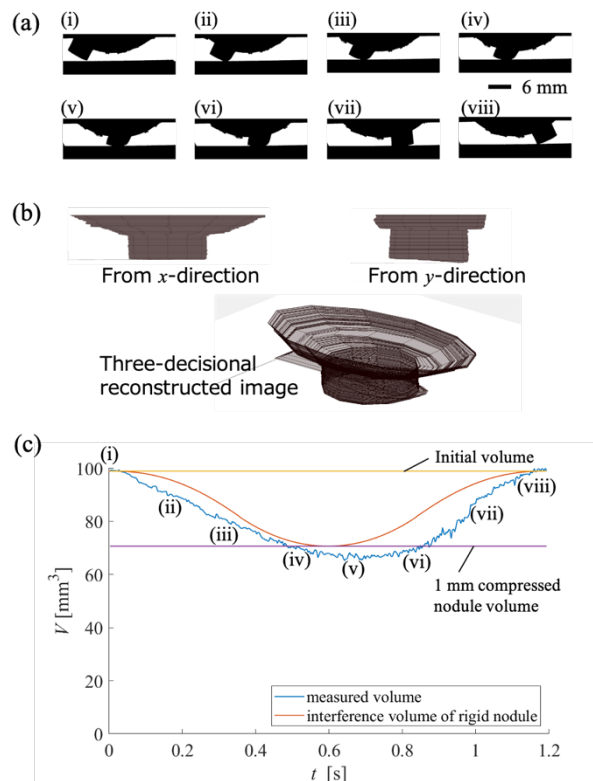 (a)
(i) (ii) (iii) (iv)
6 mm
(v) (vi) (vii) (viii)
(b)
From x-direction From y-direction
Three-decisional
reconstructed image
(c)
(i)
Initial volume
100
80
60
40
20
0
V [mm³]
(ii)
(iii)
(iv)
(v)
(vi)
(vii)
(viii)
1 mm compressed
nodule volume
measured volume
interference volume of rigid nodule
0 0.2 0.4 0.6 0.8 1 1.2
t [s]